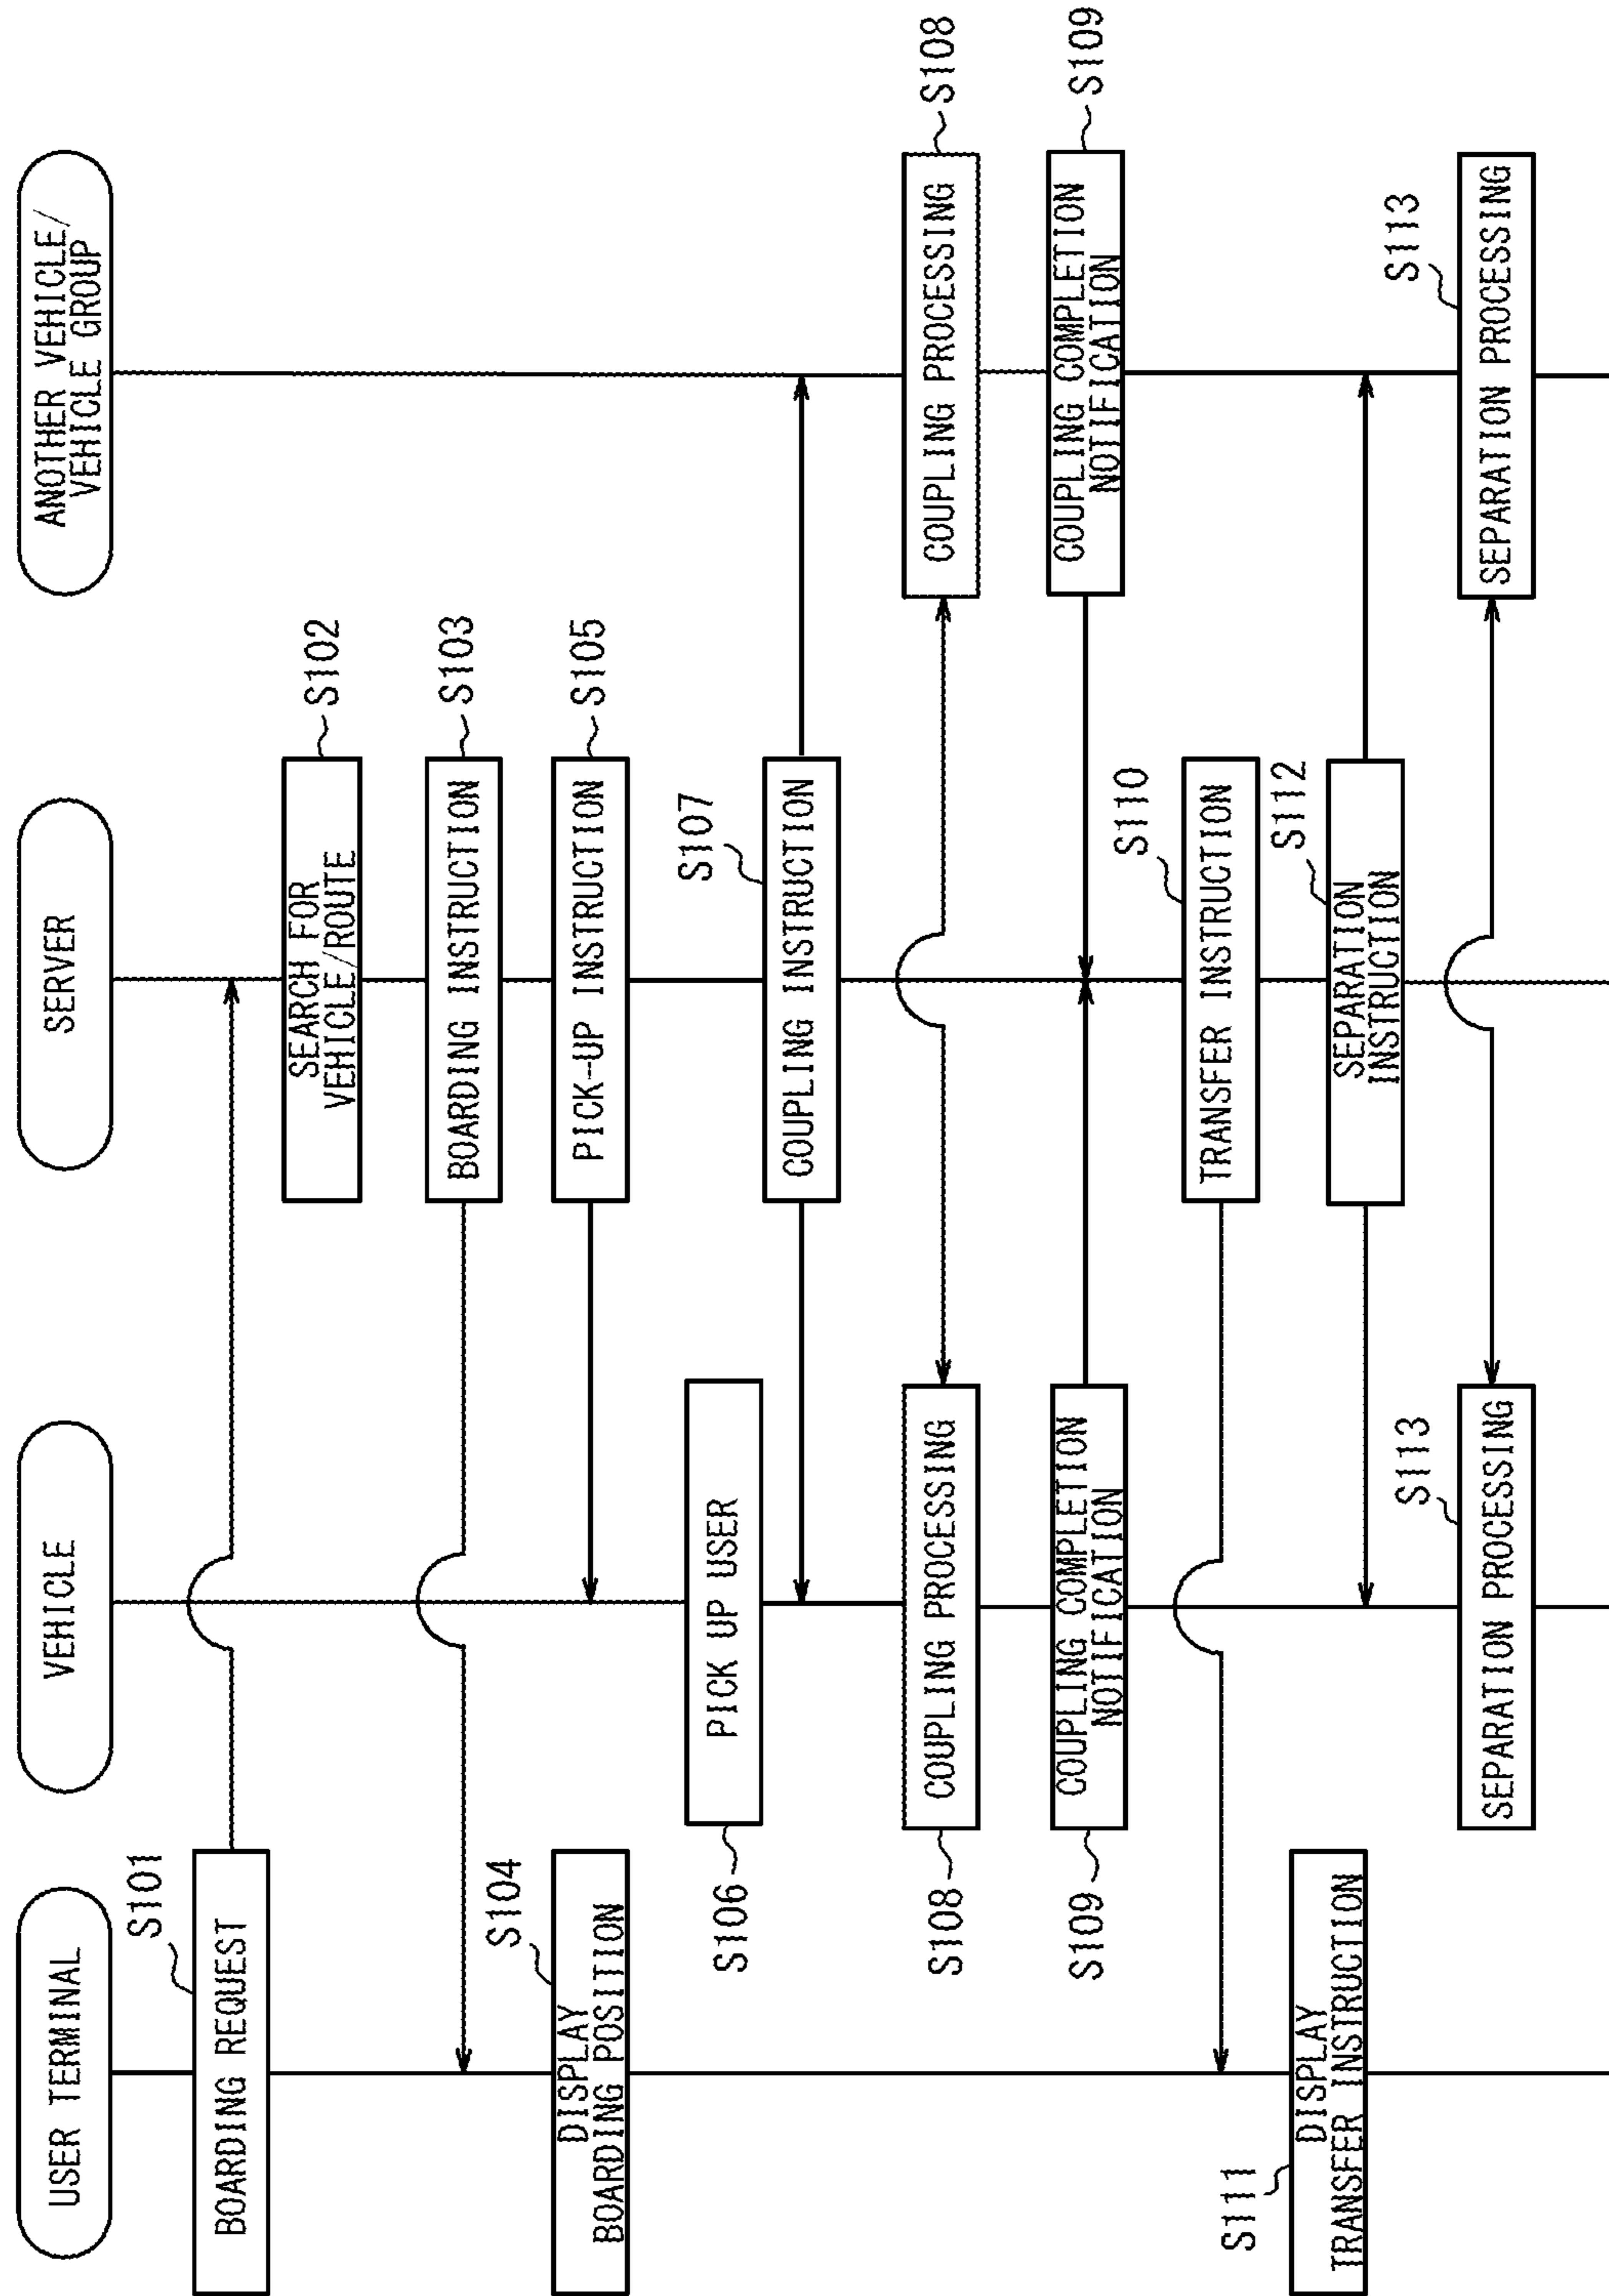 USER TERMINAL
VEHICLE
SERVER
ANOTHER VEHICLE/
VEHICLE GROUP
S101
BOARDING REQUEST
S102
SEARCH FOR
VEHICLE/ROUTE
S103
BOARDING INSTRUCTION
S104
DISPLAY
BOARDING POSITION
S105
PICK-UP INSTRUCTION
S106
PICK UP USER
S107
COUPLING INSTRUCTION
S108
COUPLING PROCESSING
COUPLING PROCESSING
S108
S109
COUPLING COMPLETION
NOTIFICATION
COUPLING COMPLETION
NOTIFICATION
S109
S110
TRANSFER INSTRUCTION
S111
DISPLAY
TRANSFER INSTRUCTION
S112
SEPARATION
INSTRUCTION
S113
SEPARATION PROCESSING
S113
SEPARATION PROCESSING